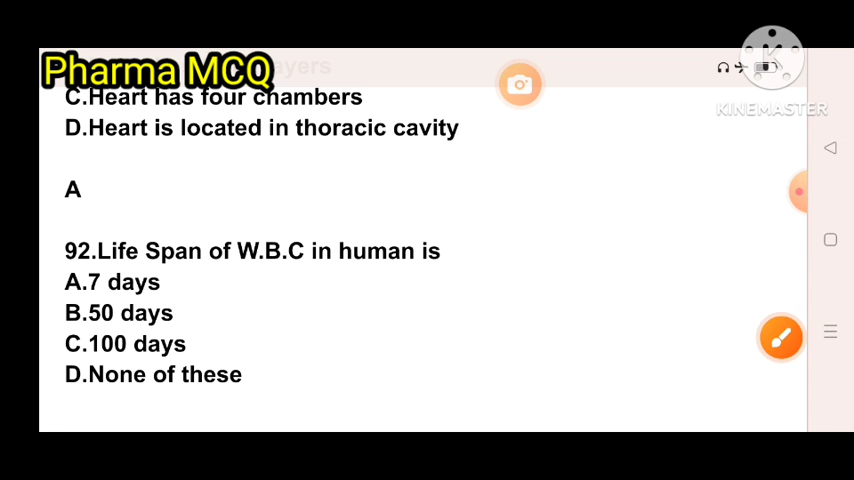 Pharma MCQ
ayers
KINEMASTER
C.Heart has four chambers
D.Heart is located in thoracic cavity
A
92.Life Span of W.B.C in human is
A.7 days
B.50 days
C.100 days
D.None of these